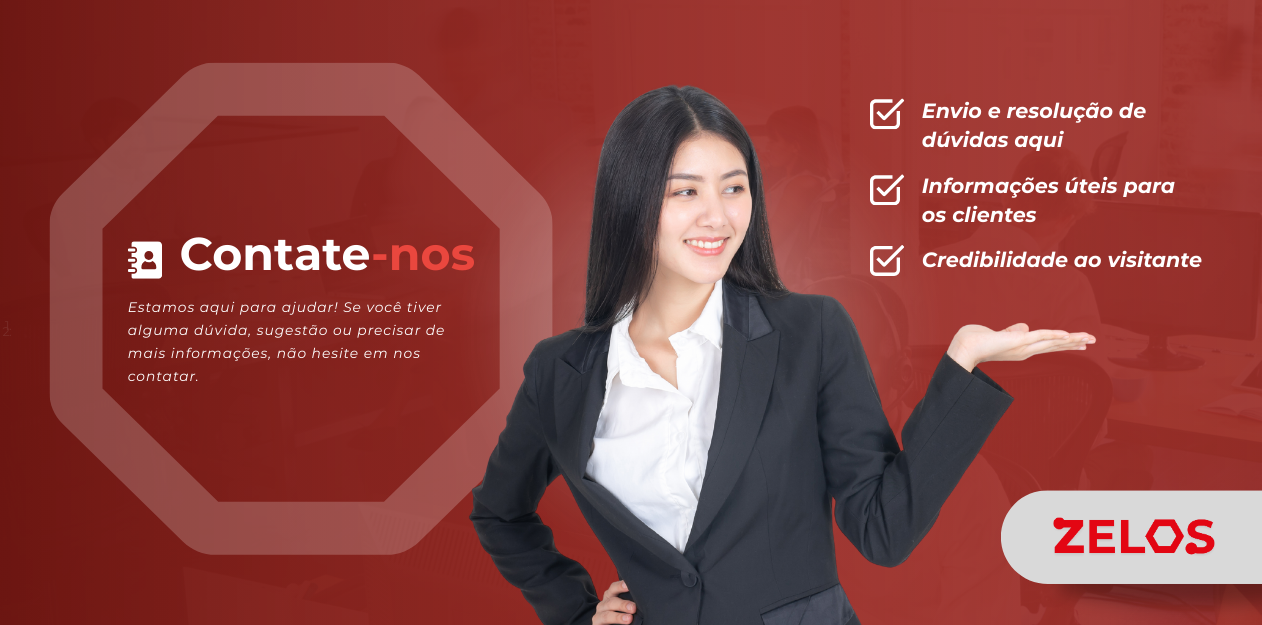 Contate-nos
Estamos aqui para ajudar! Se você tiver
alguma dúvida, sugestão ou precisar de
mais informações, não hesite em nos
contatar.
Envio e resolução de
dúvidas aqui
Informações úteis para
os clientes
Credibilidade ao visitante
ZELOS